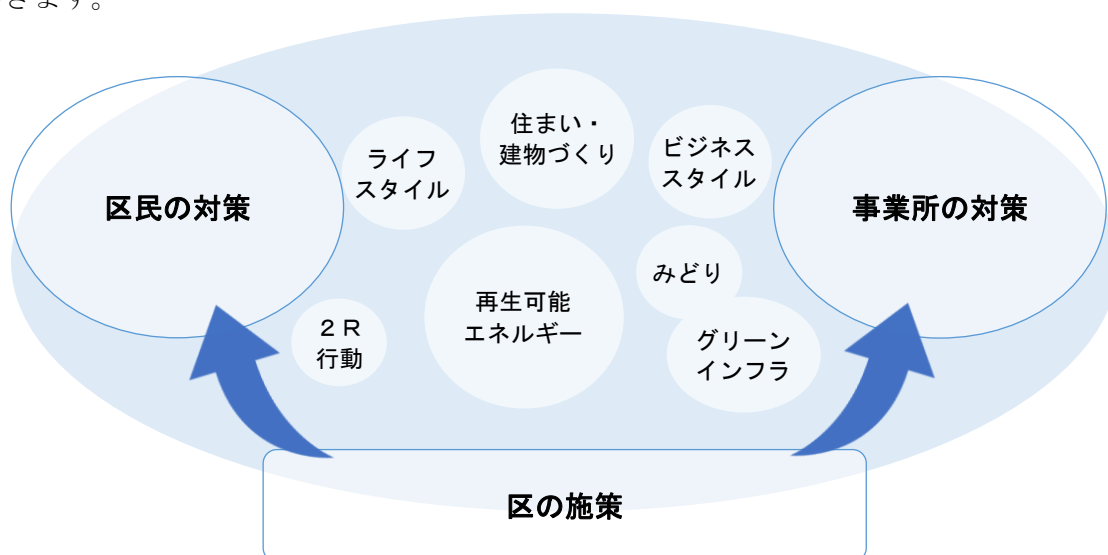 きます。
住まい・
建物づくり
ライフ
スタイル
ビジネス
スタイル
区民の対策
事業所の対策
みどり
再生可能
エネルギー
２Ｒ
行動
グリーン
インフラ
区の施策